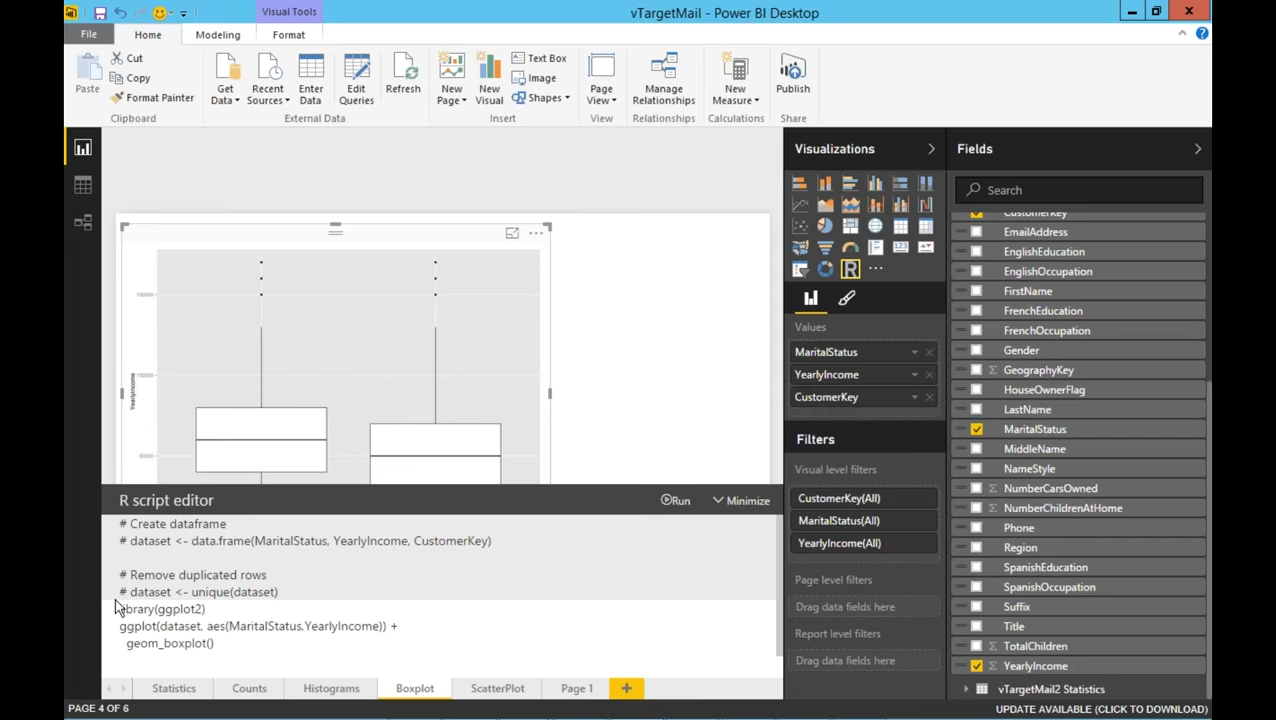 Visual Tools
vTargetMail - Power BI Desktop
File
Home
Modeling
Format
Paste
Cut
Copy
Format Painter
Clipboard
Get Data
Recent Sources
Enter Data
External Data
Edit Queries
Refresh
New Page
New Visual
Text Box
Image
Shapes
Insert
Page View
View
Manage Relationships
Relationships
New Measure
Calculations
Publish
Share
YearlyIncome
R script editor
Run
Minimize
# Create dataframe
# dataset <- data.frame(MaritalStatus, YearlyIncome, CustomerKey)
# Remove duplicated rows
# dataset <- unique(dataset)
library(ggplot2)
ggplot(dataset, aes(MaritalStatus,YearlyIncome)) +
geom_boxplot()
Statistics
Counts
Histograms
Boxplot
ScatterPlot
Page 1
PAGE 4 OF 6
UPDATE AVAILABLE (CLICK TO DOWNLOAD)
Visualizations
R
123
Values
MaritalStatus
YearlyIncome
CustomerKey
Filters
Visual level filters
CustomerKey(All)
MaritalStatus(All)
YearlyIncome(All)
Page level filters
Drag data fields here
Report level filters
Drag data fields here
Fields
Search
CustomerKey
EmailAddress
EnglishEducation
EnglishOccupation
FirstName
FrenchEducation
FrenchOccupation
Gender
Σ GeographyKey
HouseOwnerFlag
LastName
MaritalStatus
MiddleName
NameStyle
Σ NumberCarsOwned
Σ NumberChildrenAtHome
Phone
Region
SpanishEducation
SpanishOccupation
Suffix
Title
Σ TotalChildren
Σ YearlyIncome
vTargetMail2 Statistics